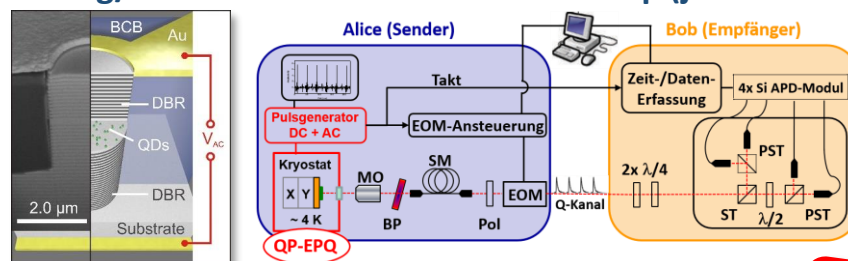 BCB
Au
DBR
QDs
V_AC
DBR
2.0 µm
Substrate
Alice (Sender)
Bob (Empfänger)
Takt
Zeit-/Daten-
Erfassung
4x Si APD-Modul
Pulsgenerator
DC + AC
EOM-Ansteuerung
Kryostat
X Y
~ 4 K
QP-EPQ
MO
BP
SM
Pol
EOM
Q-Kanal
2x λ/4
ST
λ/2
PST
PST